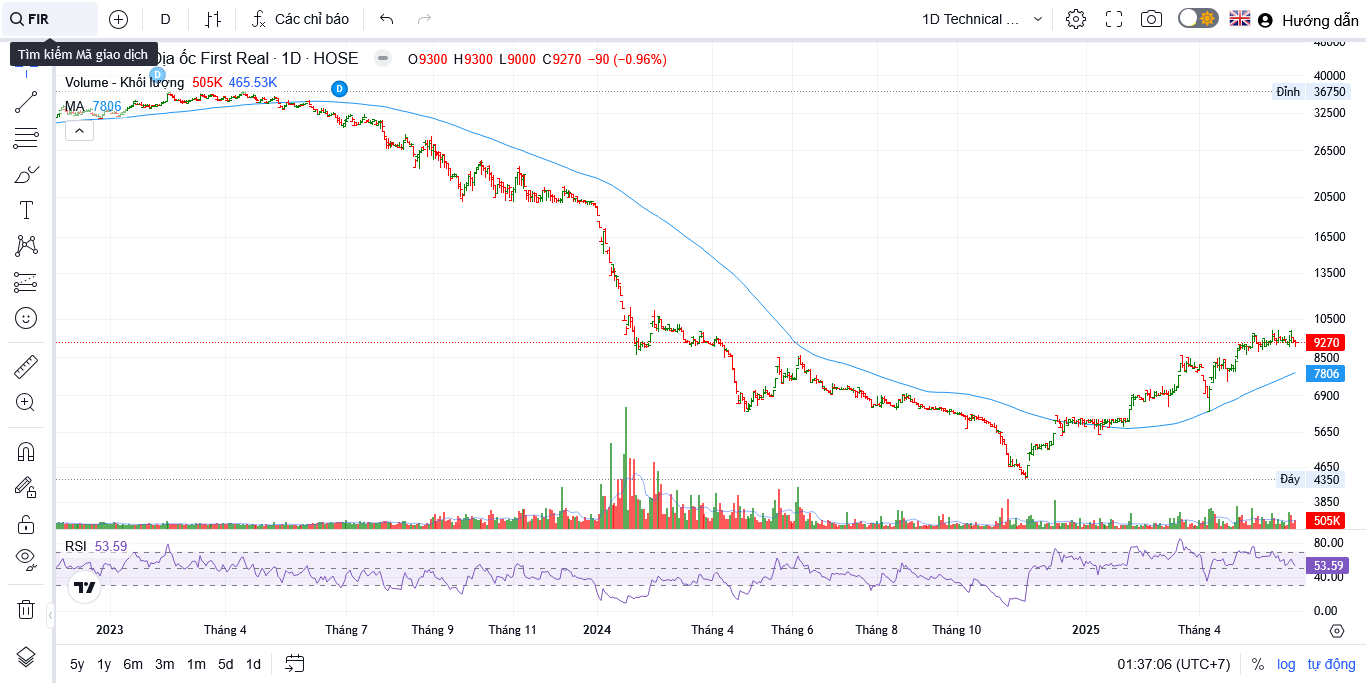 FIR
D
Các chỉ báo
1D Technical ...
Hướng dẫn
Tìm kiếm Mã giao dịch
Địa ốc First Real · 1D · HOSE
O9300 H9300 L9000 C9270 −90 (−0.96%)
Volume - Khối lượng 505K 465.53K
MA 7806
D
D
48000
40000
Đỉnh 36750
32500
26500
20500
16500
13500
10500
9270
8500
7806
6900
5650
4650
Đáy 4350
3850
505K
RSI 53.59
80.00
53.59
40.00
0.00
2023 Tháng 4 Tháng 7 Tháng 9 Tháng 11 2024 Tháng 4 Tháng 6 Tháng 8 Tháng 10 2025 Tháng 4
5y 1y 6m 3m 1m 5d 1d
01:37:06 (UTC+7) % log tự động